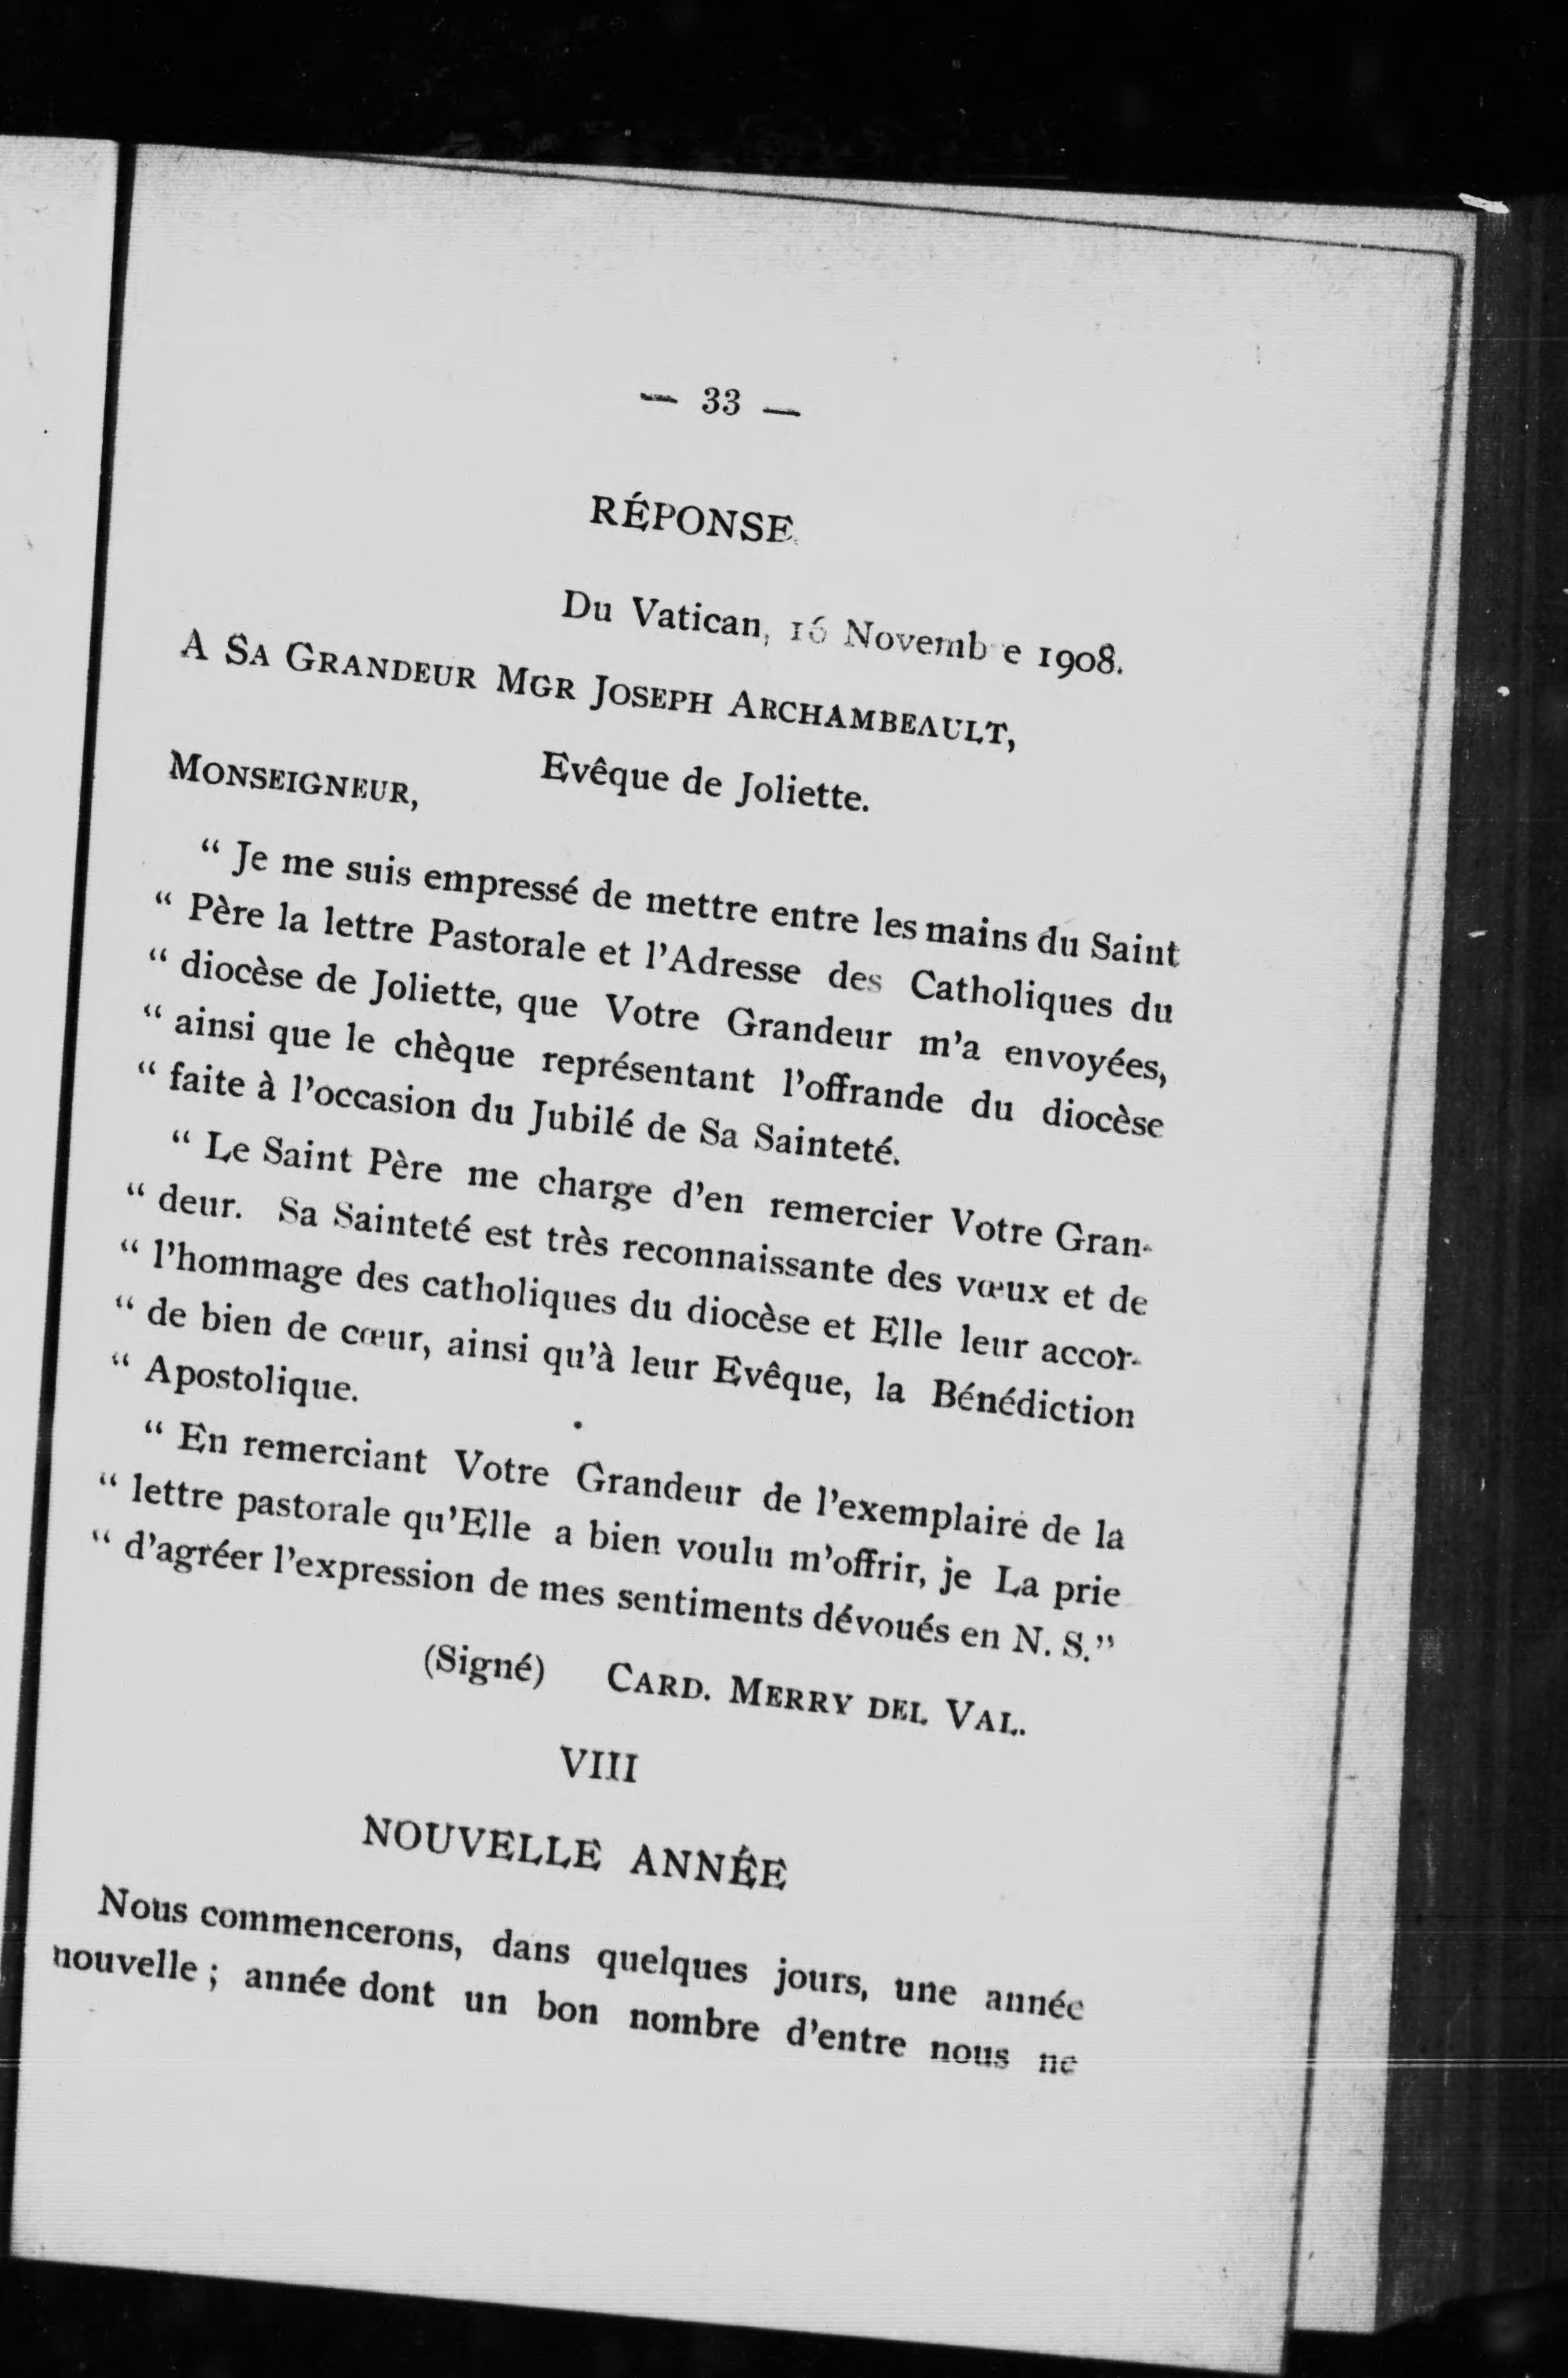 — 33 —
RÉPONSE
Du Vatican, 16 Novemb e 1908.
A SA GRANDEUR MGR JOSEPH ARCHAMBEAULT,
Evêque de Joliette.
MONSEIGNEUR,
“ Je me suis empressé de mettre entre les mains du Saint
“ Père la lettre Pastorale et l’Adresse des Catholiques du
“ diocèse de Joliette, que Votre Grandeur m’a envoyées,
“ ainsi que le chèque représentant l’offrande du diocèse
“ faite à l’occasion du Jubilé de Sa Sainteté.
“ Le Saint Père me charge d’en remercier Votre Gran-
“ deur. Sa Sainteté est très reconnaissante des vœux et de
“ l’hommage des catholiques du diocèse et Elle leur accor-
“ de bien de cœur, ainsi qu’à leur Evêque, la Bénédiction
“ Apostolique.
“ En remerciant Votre Grandeur de l’exemplaire de la
“ lettre pastorale qu’Elle a bien voulu m’offrir, je La prie
“ d’agréer l’expression de mes sentiments dévoués en N. S.”
(Signé) CARD. MERRY DEL VAL.
VIII
NOUVELLE ANNÉE
Nous commencerons, dans quelques jours, une année
nouvelle ; année dont un bon nombre d’entre nous ne